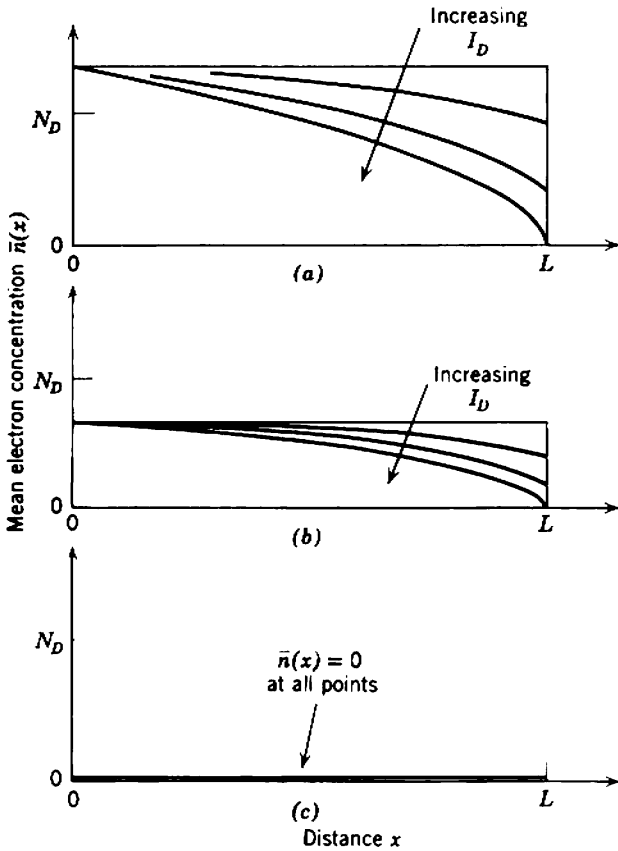 Increasing
I_D
N_D
0
0
(a)
L
Mean electron concentration n̄(x)
Increasing
I_D
N_D
0
0
(b)
L
n̄(x) = 0
at all points
N_D
0
0
(c)
L
Distance x